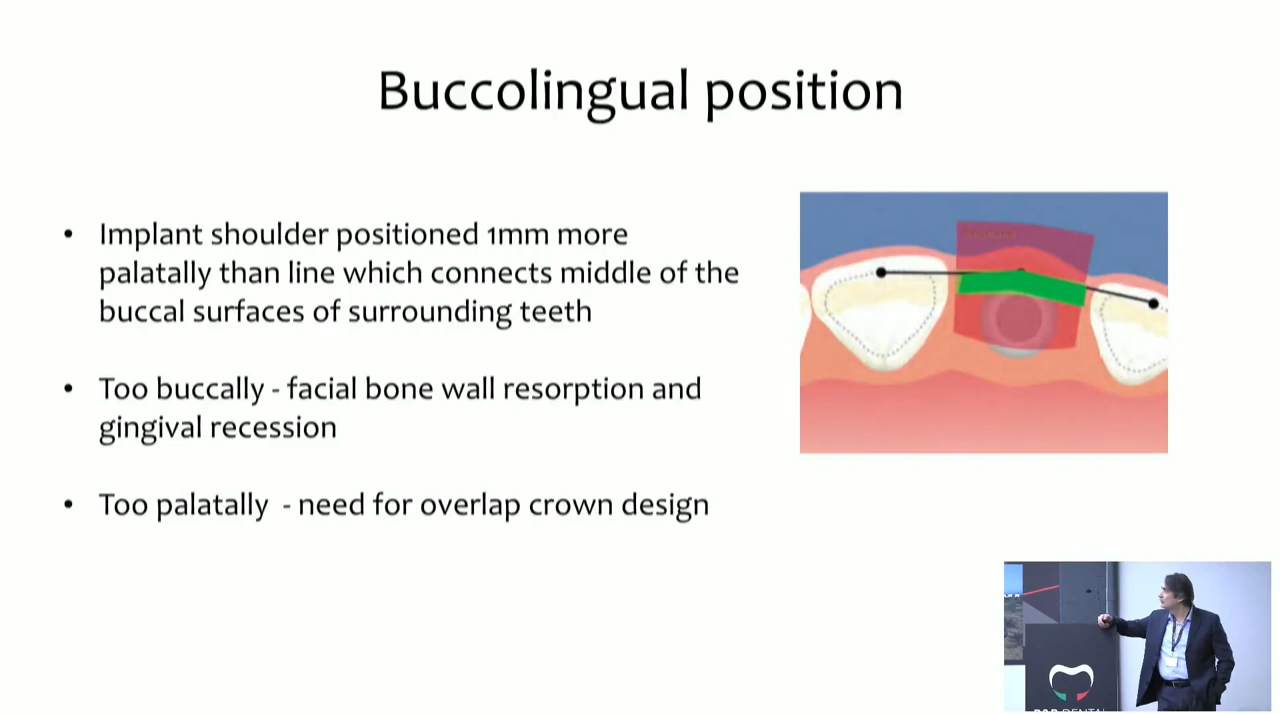 Buccolingual position
• Implant shoulder positioned 1mm more
palatally than line which connects middle of the
buccal surfaces of surrounding teeth
• Too buccally - facial bone wall resorption and
gingival recession
• Too palatally - need for overlap crown design
DENTAL